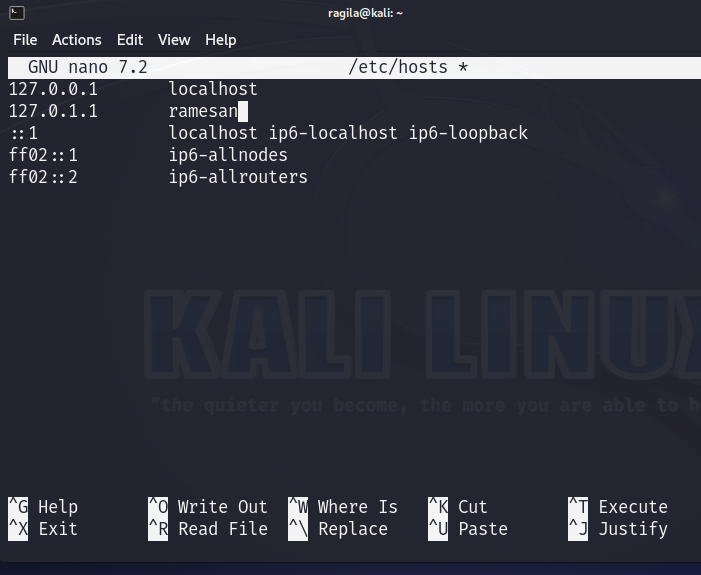 ragila@kali: ~
File Actions Edit View Help
GNU nano 7.2 /etc/hosts *
127.0.0.1 localhost
127.0.1.1 ramesan
::1 localhost ip6-localhost ip6-loopback
ff02::1 ip6-allnodes
ff02::2 ip6-allrouters
KALI LINUX
"the quieter you become, the more you are able to
^G Help ^O Write Out ^W Where Is ^K Cut ^T Execute
^X Exit ^R Read File ^\ Replace ^U Paste ^J Justify